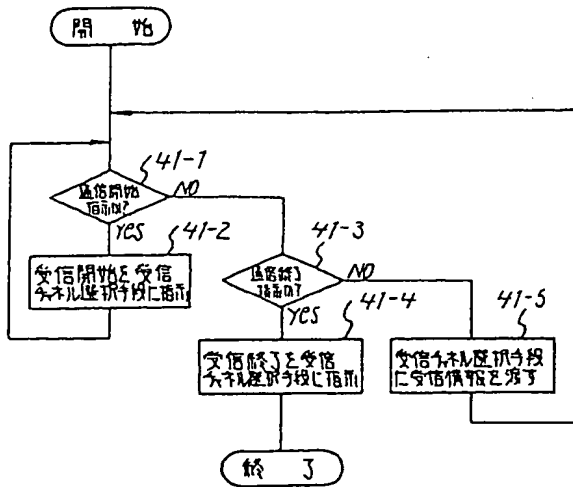 開始
41-1
通信開始
指示か?
NO
YES
41-2
受信開始を受信
チャネル選択手段に指示
41-3
通信終了
指示か?
NO
YES
41-4
受信終了を受信
チャネル選択手段に指示
41-5
受信チャネル選択手段
に受信情報を渡す
終了